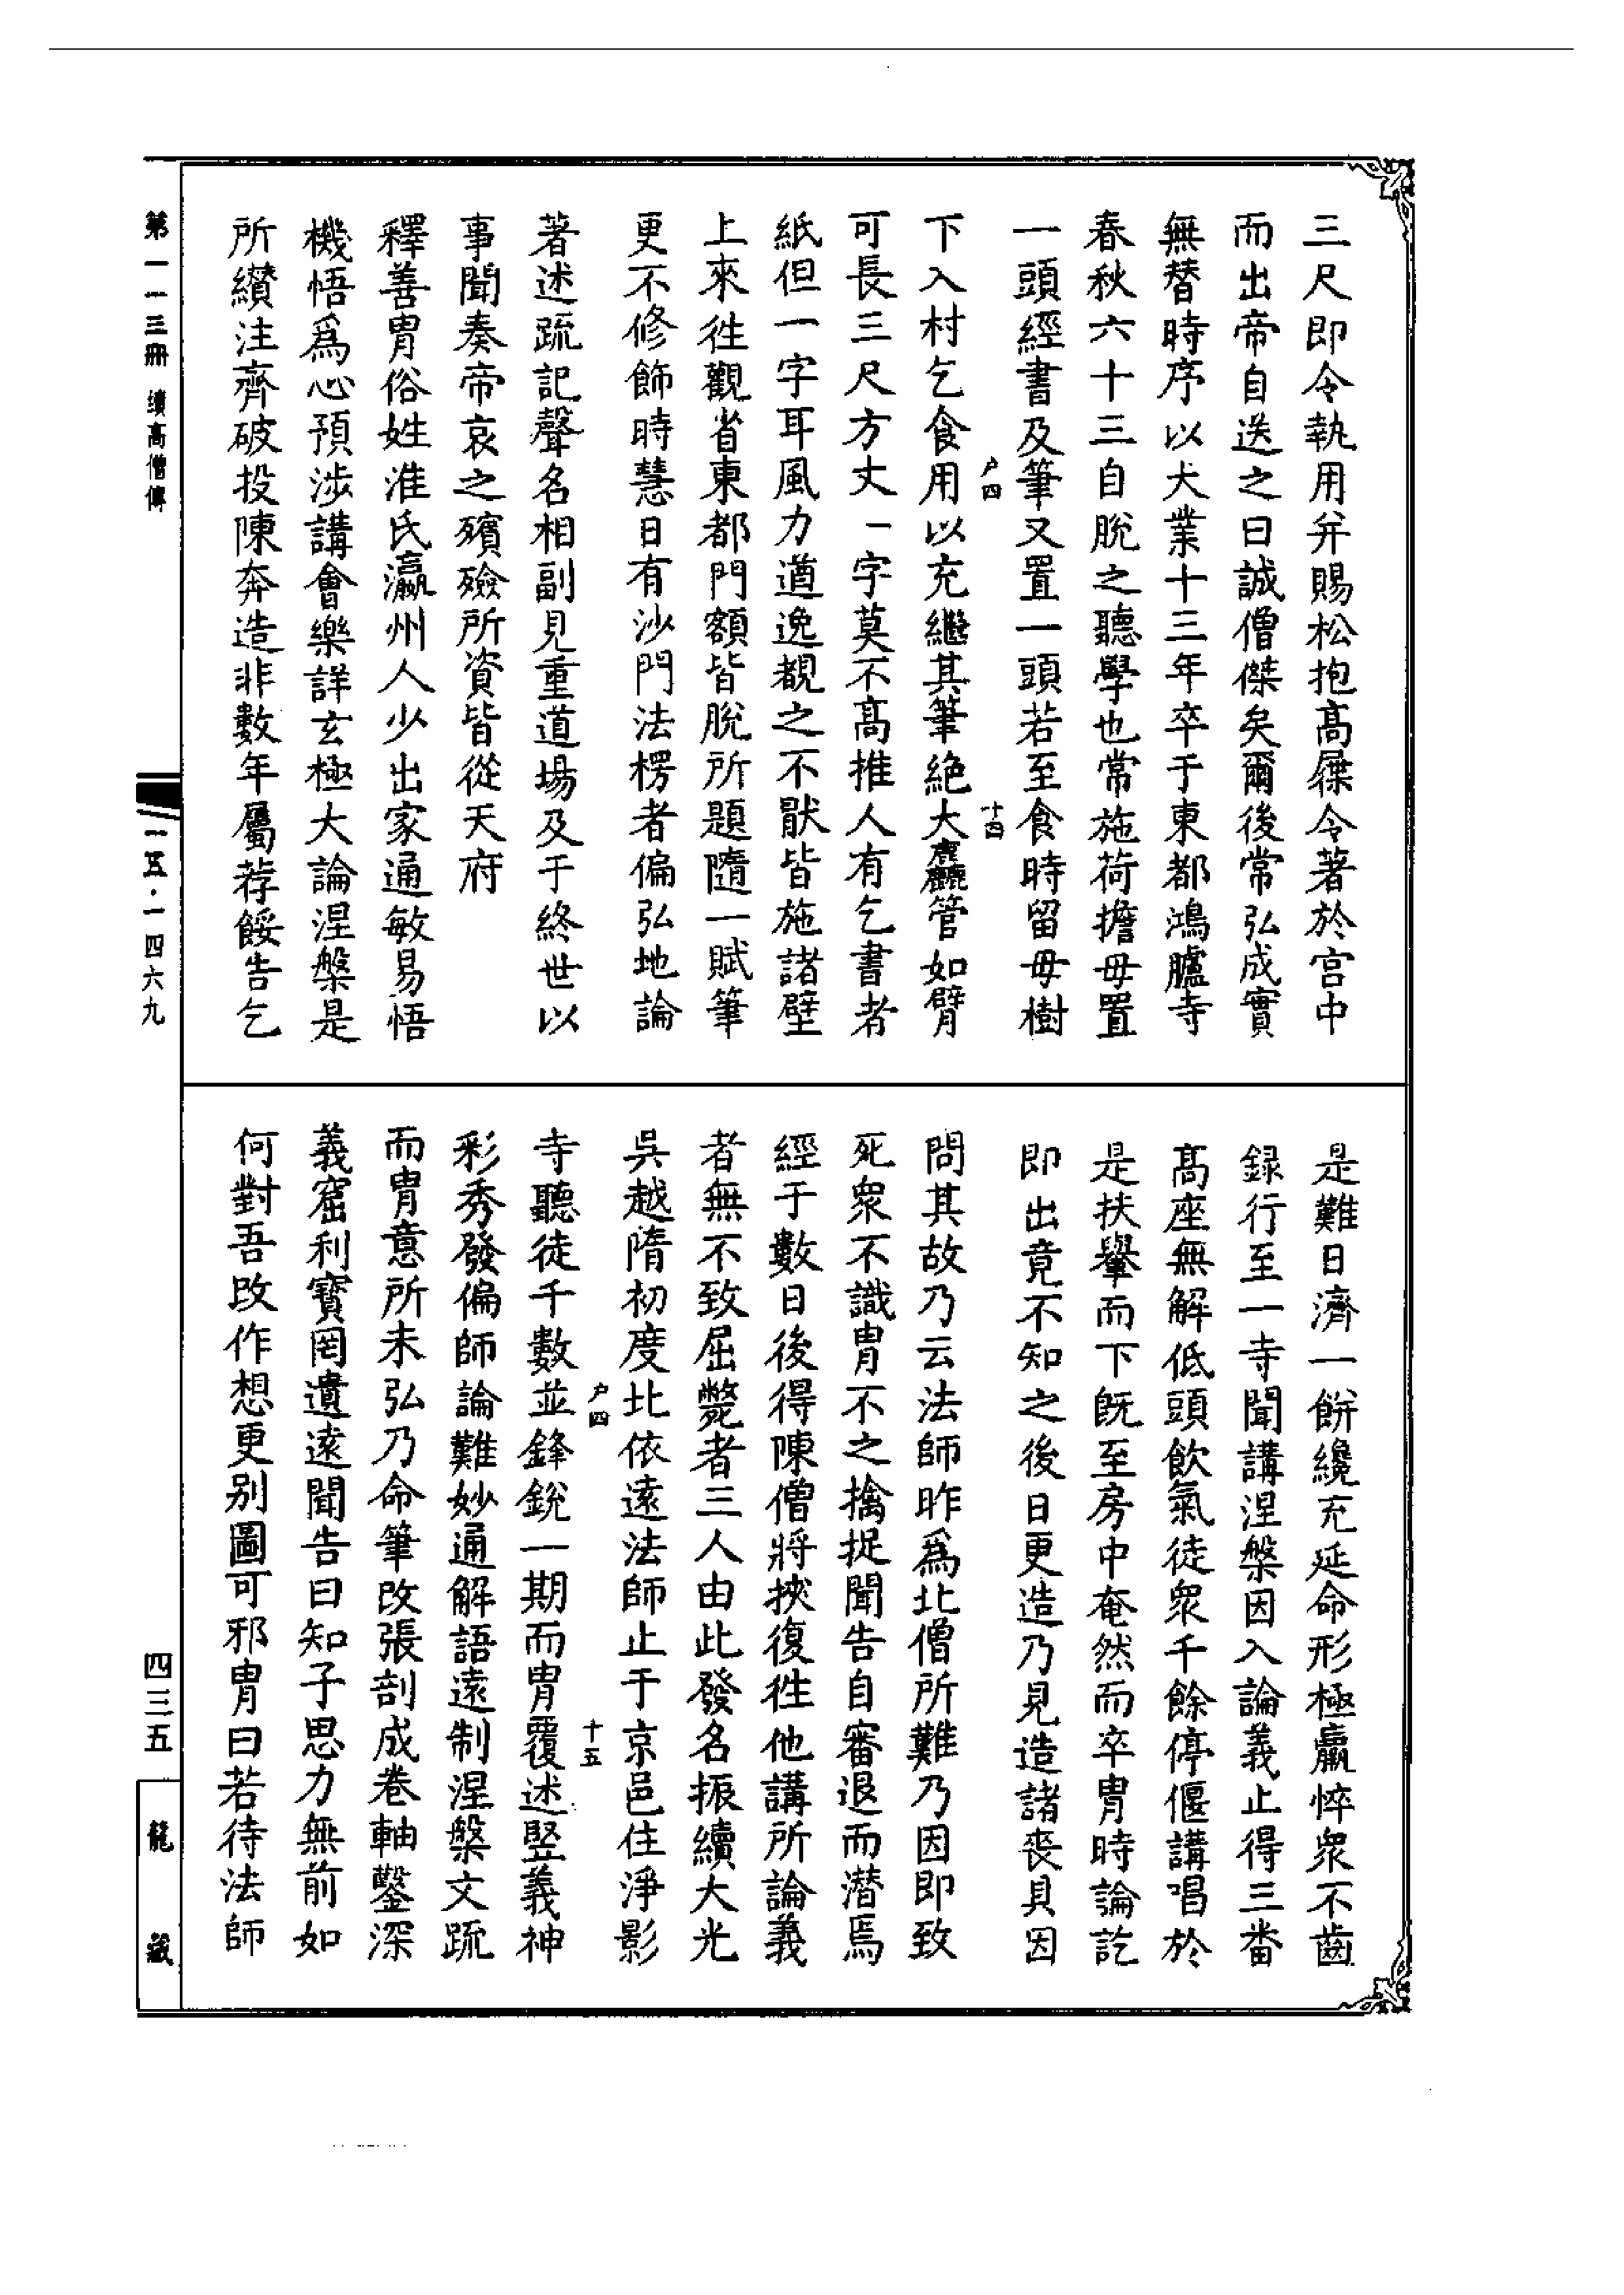 三尺即令執用幷賜松抱高屧令著於宮中
而出帝自送之曰誠僧傑矣爾後常弘成實
無替時序以大業十三年卒于東都鴻臚寺
春秋六十三自脫之聽學也常施荷擔母置
一頭經書及筆又置一頭若至食時留母樹
下入村乞食用以充繼其筆絶大麤管如臂
可長三尺方丈一字莫不高推人有乞書者
紙但一字耳風力遒逸覩之不猒皆施諸壁
上來往觀省東都門額皆脫所題隨一賦筆
更不修飾時慧日有沙門法楞者偏弘地論
著述疏記聲名相副見重道場及于終世以
事聞奏帝哀之殯殮所資皆從天府
釋善冑俗姓淮氏瀛州人少出家通敏易悟
機悟爲心預涉講會樂詳玄極大論涅槃是
所纘注齊破投陳奔造非數年屬荐餒告乞
户四
十四
是難日濟一餅纔充延命形極羸悴衆不齒
録行至一寺聞講涅槃因入論義止得三番
高座無解低頭飲氣徒衆千餘停偃講唱於
是扶轝而下既至房中奄然而卒冑時論訖
即出竟不知之後日更造乃見造諸喪具因
問其故乃云法師昨爲北僧所難乃因即致
死衆不識冑不之擒捉聞告自審退而潛焉
經于數日後得陳僧將挾復往他講所論義
者無不致屈斃者三人由此發名振續大光
吳越隋初度北依遠法師止于京邑住淨影
寺聽徒千數並鋒銳一期而冑覆述竪義神
彩秀發偏師論難妙通解語遠制涅槃文疏
而冑意所未弘乃命筆改張剖成卷軸鑿深
義窟利寶罔遺遠聞告曰知子思力無前如
何對吾改作想更别圖可邪冑曰若待法師
户四
十五
第一一三冊 續高僧傳
一一五·一四六九
四三五
龍藏